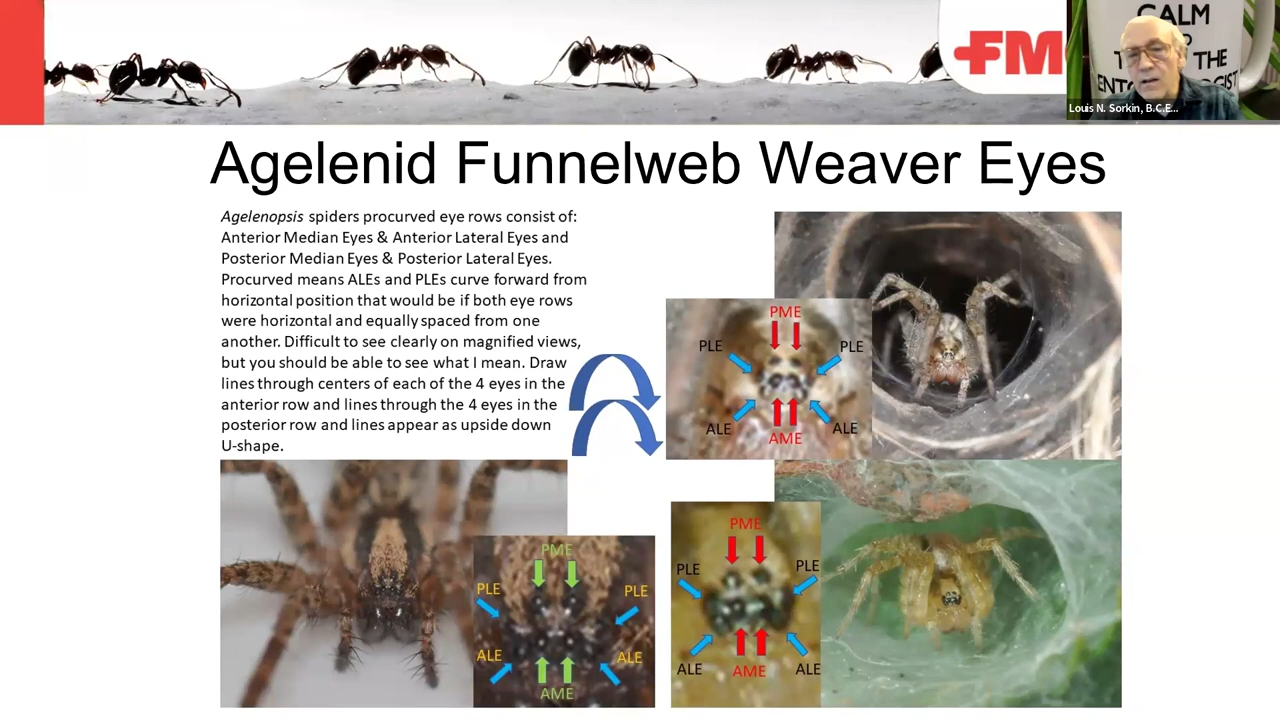 FM
CALM
THE
ENTOMOLOGIST
Louis N. Sorkin, B.C.E...
Agelenid Funnelweb Weaver Eyes
Agelenopsis spiders procurved eye rows consist of:
Anterior Median Eyes & Anterior Lateral Eyes and
Posterior Median Eyes & Posterior Lateral Eyes.
Procurved means ALEs and PLEs curve forward from
horizontal position that would be if both eye rows
were horizontal and equally spaced from one
another. Difficult to see clearly on magnified views,
but you should be able to see what I mean. Draw
lines through centers of each of the 4 eyes in the
anterior row and lines through the 4 eyes in the
posterior row and lines appear as upside down
U-shape.
PME
PLE PLE
ALE ALE
AME
PME
PLE PLE
ALE ALE
AME
PME
PLE PLE
ALE ALE
AME